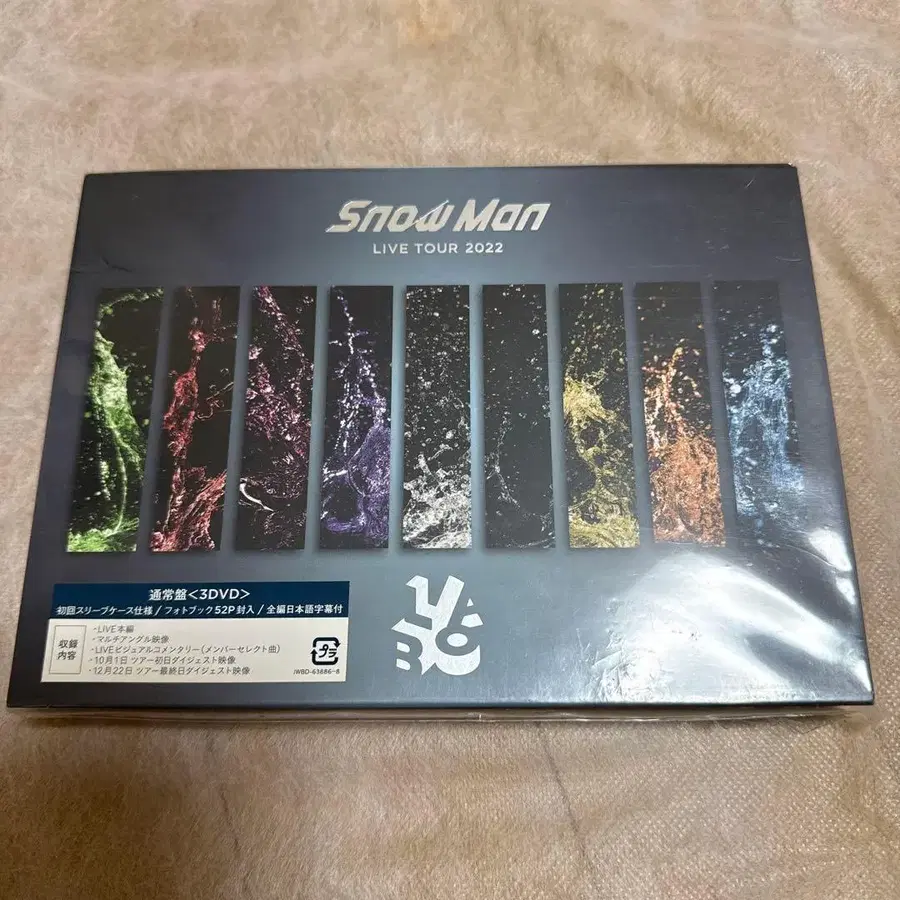 Snow Man
LIVE TOUR 2022
通常盤<3DVD>
初回スリーブケース仕様 / フォトブック52P封入 / 全編日本語字幕付
収録
内容
・LIVE本編
・マルチアングル映像
・LIVEビジュアルコメンタリー(メンバーセレクト曲)
・10月1日 ツアー初日ダイジェスト映像
・12月22日 ツアー最終日ダイジェスト映像
プラ
JWBD-63886~8
LABO